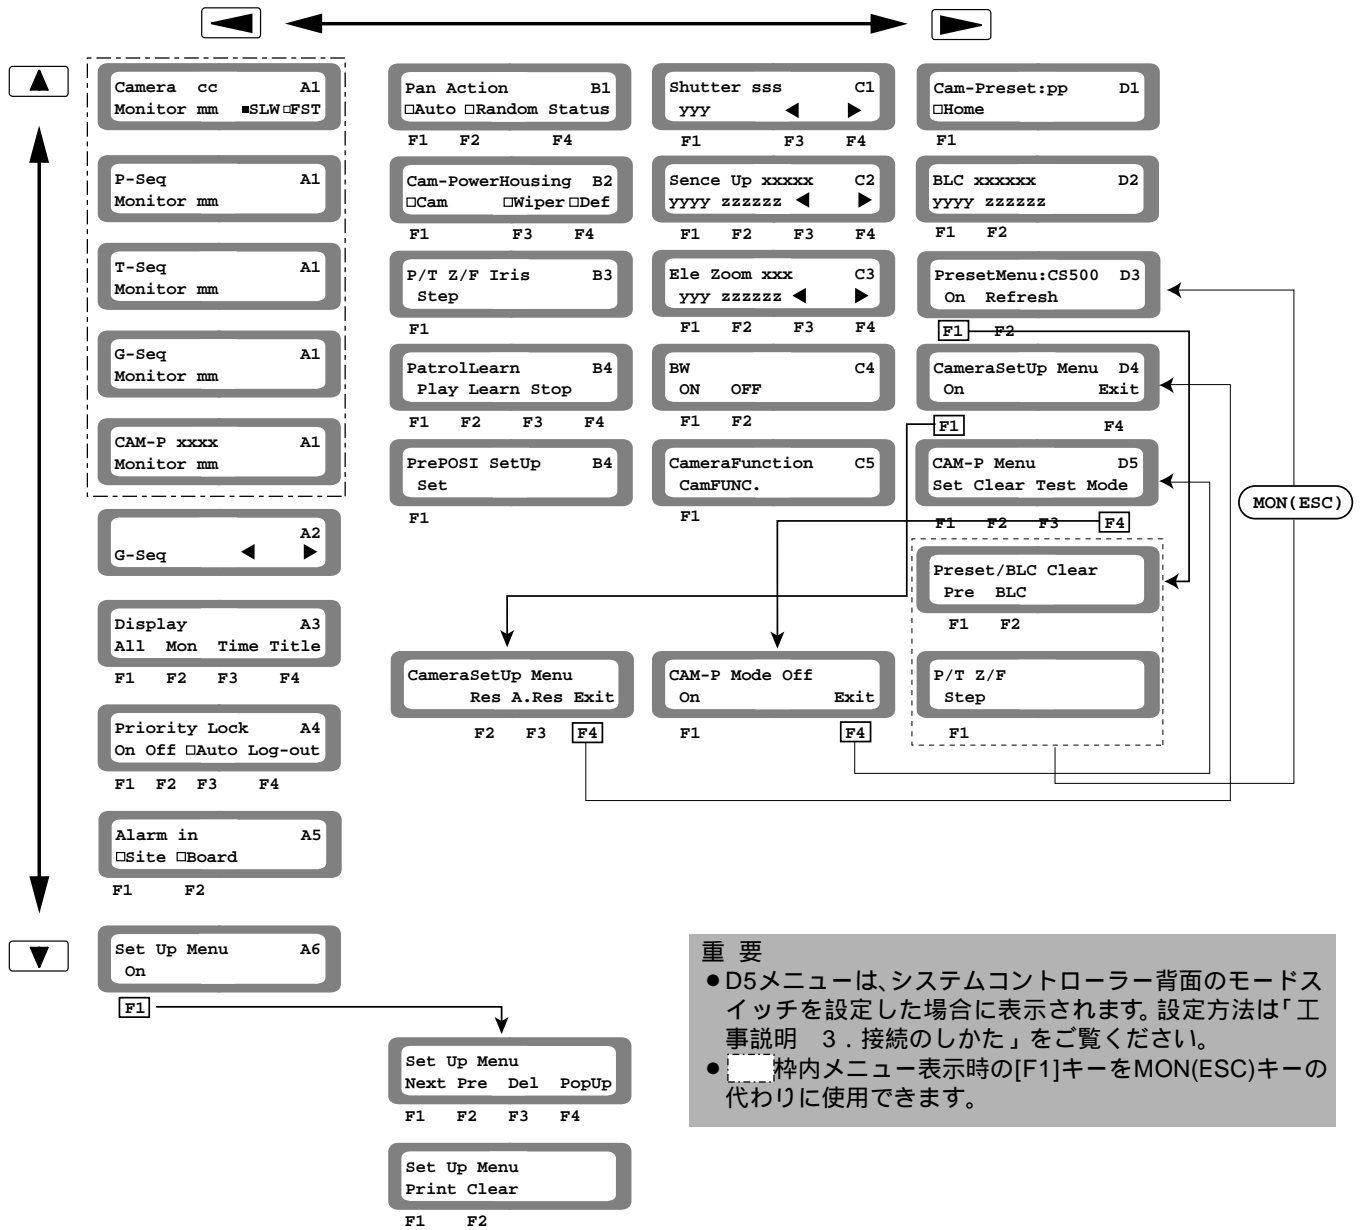 Camera cc A1
Monitor mm ■SLW□FST
P-Seq A1
Monitor mm
T-Seq A1
Monitor mm
G-Seq A1
Monitor mm
CAM-P xxxx A1
Monitor mm
A2
G-Seq ◀ ▶
Display A3
All Mon Time Title
F1 F2 F3 F4
Priority Lock A4
On Off □Auto Log-out
F1 F2 F3 F4
Alarm in A5
□Site □Board
F1 F2
Set Up Menu A6
On
F1
Pan Action B1
□Auto □Random Status
F1 F2 F4
Cam-PowerHousing B2
□Cam □Wiper □Def
F1 F3 F4
P/T Z/F Iris B3
Step
F1
PatrolLearn B4
Play Learn Stop
F1 F2 F3 F4
PrePOSI SetUp B4
Set
F1
CameraSetUp Menu
Res A.Res Exit
F2 F3 F4
Set Up Menu
Next Pre Del PopUp
F1 F2 F3 F4
Set Up Menu
Print Clear
F1 F2
Shutter sss C1
yyy ◀ ▶
F1 F3 F4
Sence Up xxxxx C2
yyyy zzzzzz ◀ ▶
F1 F2 F3 F4
Ele Zoom xxx C3
yyy zzzzzz ◀ ▶
F1 F2 F3 F4
BW C4
ON OFF
F1 F2
CameraFunction C5
CamFUNC.
F1
CAM-P Mode Off
On Exit
F1 F4
Cam-Preset:pp D1
□Home
F1
BLC xxxxxx D2
yyyy zzzzzz
F1 F2
PresetMenu:CS500 D3
On Refresh
F1 F2
CameraSetUp Menu D4
On Exit
F1 F4
CAM-P Menu D5
Set Clear Test Mode
F1 F2 F3 F4
Preset/BLC Clear
Pre BLC
F1 F2
P/T Z/F
Step
F1
MON(ESC)
重 要
●D5メニューは、システムコントローラー背面のモードス
イッチを設定した場合に表示されます。設定方法は「工
事説明 3．接続のしかた」をご覧ください。
● 枠内メニュー表示時の[F1]キーをMON(ESC)キーの
代わりに使用できます。